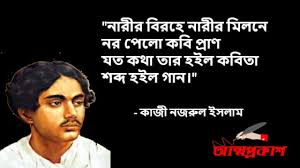 "নারীর বিরহে নারীর মিলনে
নর পেলো কবি প্রাণ
যত কথা তার হইল কবিতা
শব্দ হইল গান।"
- কাজী নজরুল ইসলাম
আত্মপ্রকাশ